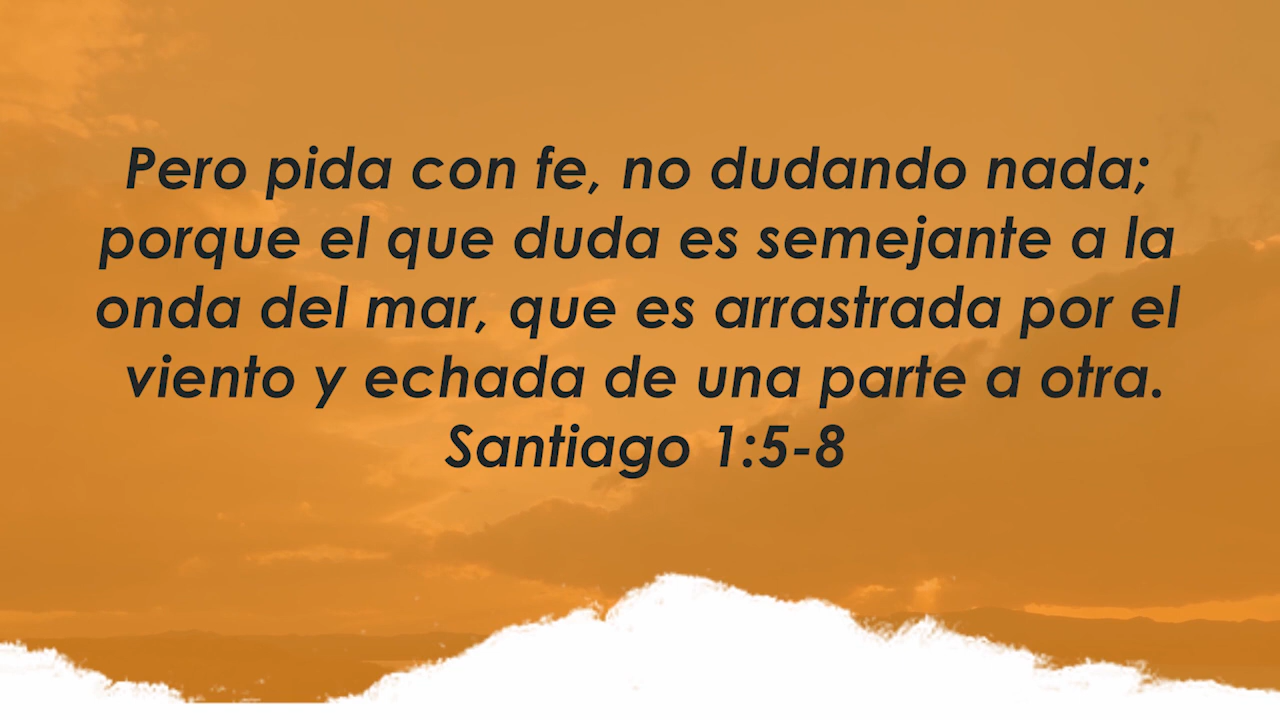 Pero pida con fe, no dudando nada;
porque el que duda es semejante a la
onda del mar, que es arrastrada por el
viento y echada de una parte a otra.
Santiago 1:5-8